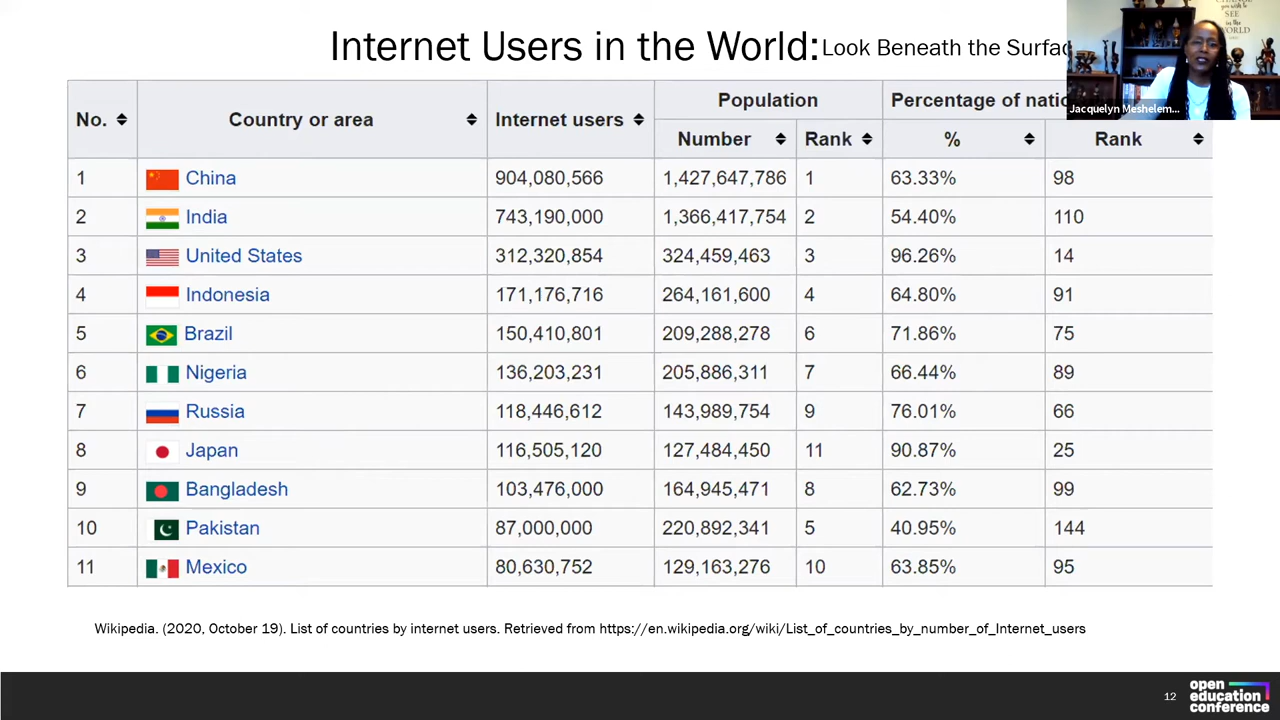 Internet Users in the World: Look Beneath the Surfac
SEE
in the
WORLD
Jacquelyn Meshelem...
No. Country or area Internet users Population Percentage of natio
Number Rank % Rank
1 China 904,080,566 1,427,647,786 1 63.33% 98
2 India 743,190,000 1,366,417,754 2 54.40% 110
3 United States 312,320,854 324,459,463 3 96.26% 14
4 Indonesia 171,176,716 264,161,600 4 64.80% 91
5 Brazil 150,410,801 209,288,278 6 71.86% 75
6 Nigeria 136,203,231 205,886,311 7 66.44% 89
7 Russia 118,446,612 143,989,754 9 76.01% 66
8 Japan 116,505,120 127,484,450 11 90.87% 25
9 Bangladesh 103,476,000 164,945,471 8 62.73% 99
10 Pakistan 87,000,000 220,892,341 5 40.95% 144
11 Mexico 80,630,752 129,163,276 10 63.85% 95
Wikipedia. (2020, October 19). List of countries by internet users. Retrieved from https://en.wikipedia.org/wiki/List_of_countries_by_number_of_Internet_users
12
open
education
conference